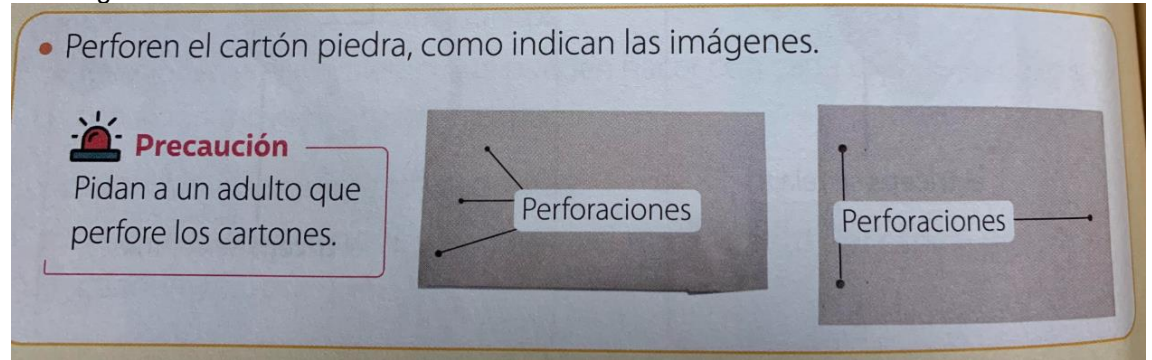 • Perforen el cartón piedra, como indican las imágenes.
Precaución
Pidan a un adulto que
perfore los cartones.
Perforaciones
Perforaciones